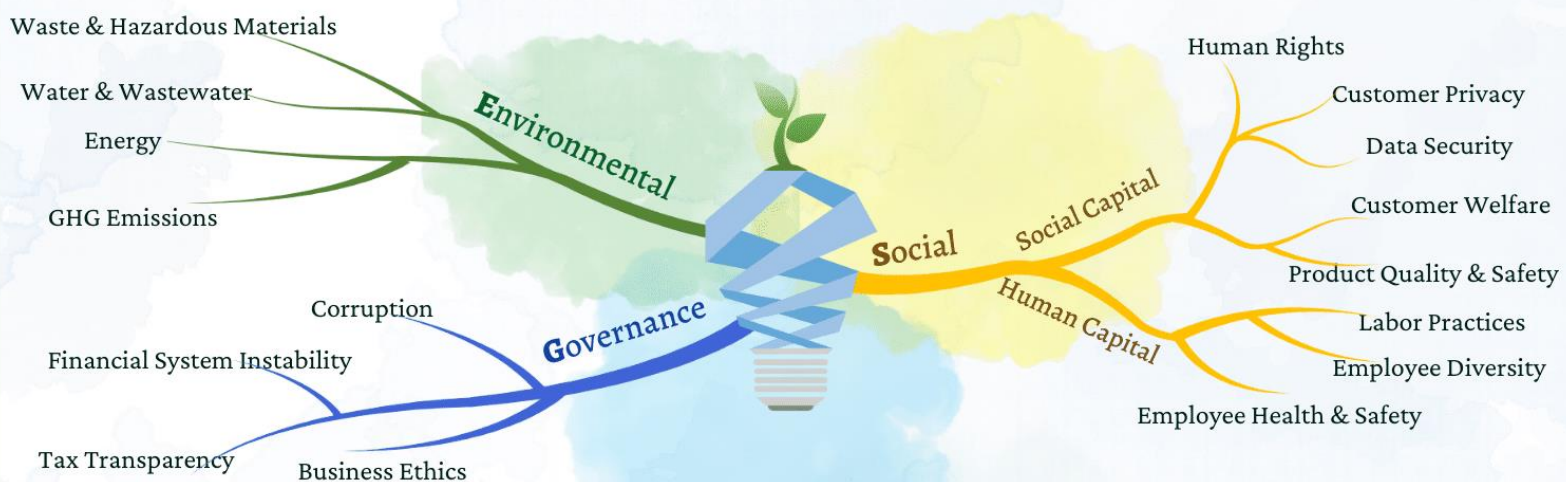 Waste & Hazardous Materials
Water & Wastewater
Energy
GHG Emissions
Environmental
Corruption
Financial System Instability
Tax Transparency
Business Ethics
Governance
Social
Social Capital
Human Rights
Customer Privacy
Data Security
Customer Welfare
Product Quality & Safety
Human Capital
Labor Practices
Employee Diversity
Employee Health & Safety